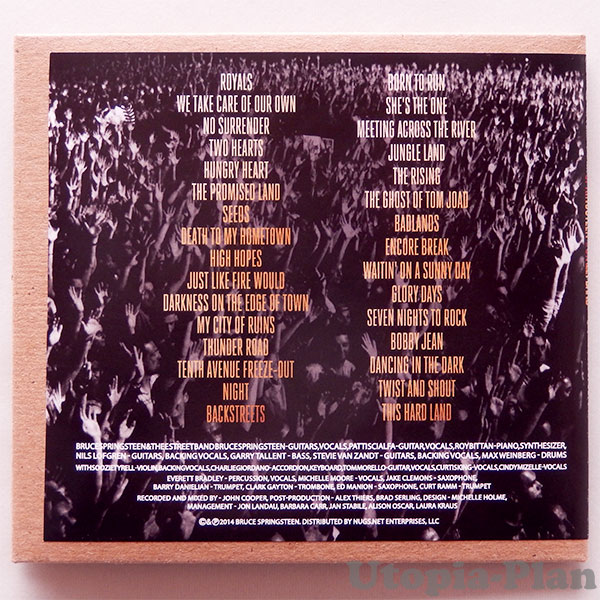 ROYALS
WE TAKE CARE OF OUR OWN
NO SURRENDER
TWO HEARTS
HUNGRY HEART
THE PROMISED LAND
SEEDS
DEATH TO MY HOMETOWN
HIGH HOPES
JUST LIKE FIRE WOULD
DARKNESS ON THE EDGE OF TOWN
MY CITY OF RUINS
THUNDER ROAD
TENTH AVENUE FREEZE-OUT
NIGHT
BACKSTREETS
BORN TO RUN
SHE'S THE ONE
MEETING ACROSS THE RIVER
JUNGLE LAND
THE RISING
THE GHOST OF TOM JOAD
BADLANDS
ENCORE BREAK
WAITIN' ON A SUNNY DAY
GLORY DAYS
SEVEN NIGHTS TO ROCK
BOBBY JEAN
DANCING IN THE DARK
TWIST AND SHOUT
THIS HARD LAND
BRUCESPRINGSTEEN&THEESTREETBANDBRUCESPRINGSTEEN-GUITARS,VOCALS,PATTISCIALFA-GUITAR,VOCALS,ROYBITTAN-PIANO,SYNTHESIZER,
NILS LOFGREN - GUITARS, BACKING VOCALS, GARRY TALLENT - BASS, STEVIE VAN ZANDT - GUITARS, BACKING VOCALS, MAX WEINBERG - DRUMS
WITHSOOZIETYRELL-VIOLIN,BACKINGVOCALS,CHARLIEGIORDANO-ACCORDION,KEYBOARD,TOMMORELLO-GUITAR,VOCALS,CURTISKING-VOCALS,CINDYMIZELLE-VOCALS
EVERETT BRADLEY - PERCUSSION, VOCALS, MICHELLE MOORE - VOCALS, JAKE CLEMONS - SAXOPHONE,
BARRY DANIELIAN - TRUMPET, CLARK GAYTON - TROMBONE, ED MANION - SAXOPHONE, CURT RAMM - TRUMPET
RECORDED AND MIXED BY - JOHN COOPER, POST-PRODUCTION - ALEX THIERS, BRAD SERLING, DESIGN - MICHELLE HOLME,
MANAGEMENT - JON LANDAU, BARBARA CARR, JAN STABILE, ALISON OSCAR, LAURA KRAUS
©&℗2014 BRUCE SPRINGSTEEN. DISTRIBUTED BY NUGS.NET ENTERPRISES, LLC
Utopia-Plan